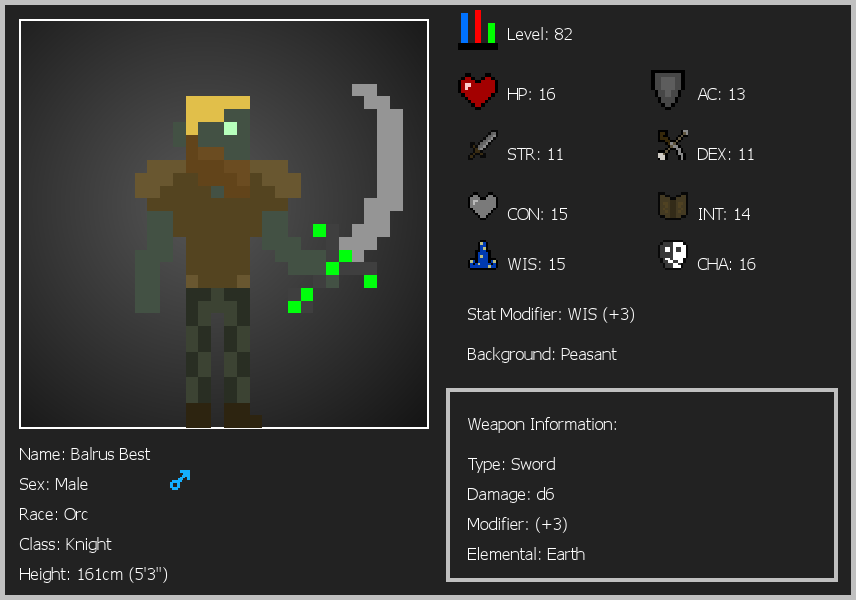 Level: 82
HP: 16
AC: 13
STR: 11
DEX: 11
CON: 15
INT: 14
WIS: 15
CHA: 16
Stat Modifier: WIS (+3)
Background: Peasant
Weapon Information:
Type: Sword
Damage: d6
Modifier: (+3)
Elemental: Earth
Name: Balrus Best
Sex: Male
Race: Orc
Class: Knight
Height: 161cm (5'3")